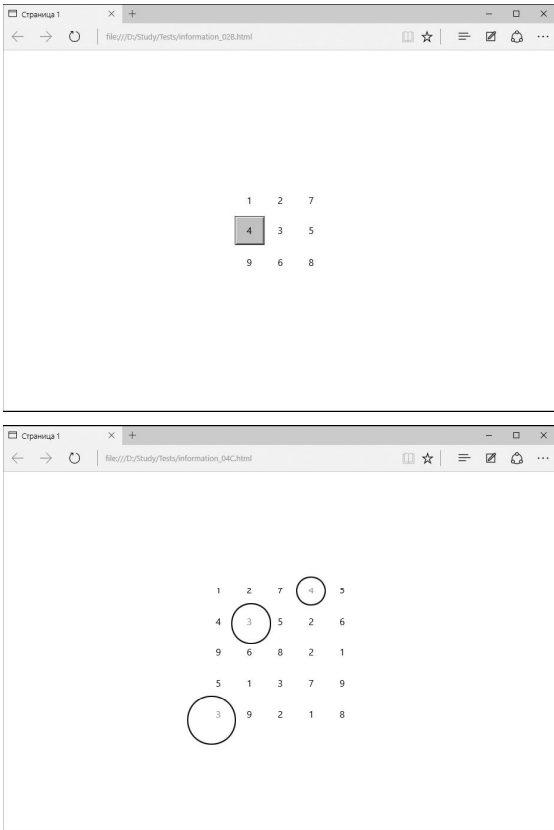 Страница 1
file:///D:/Study/Tests/information_02B.html
1 2 7
4 3 5
9 6 8
Страница 1
file:///D:/Study/Tests/information_04C.html
1 2 7 4 5
4 3 5 2 6
9 6 8 2 1
5 1 3 7 9
3 9 2 1 8